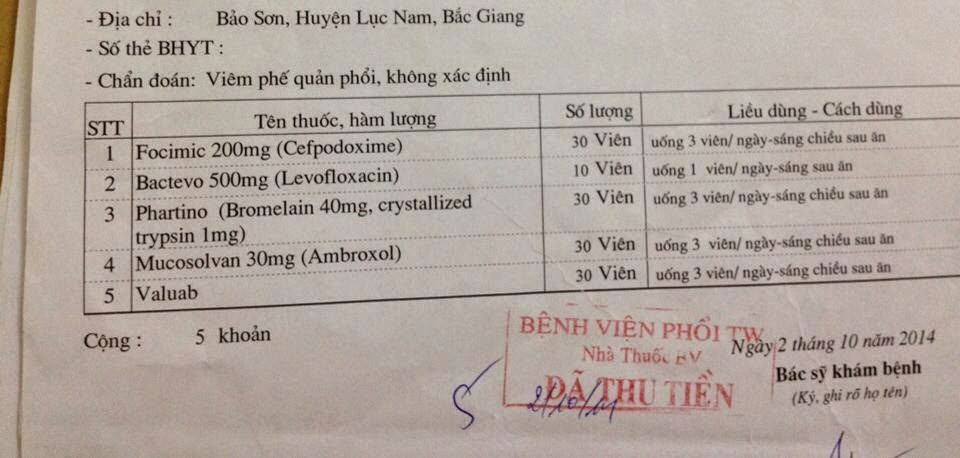 - Địa chỉ : Bảo Sơn, Huyện Lục Nam, Bắc Giang
- Số thẻ BHYT :
- Chẩn đoán: Viêm phế quản phổi, không xác định
STT Tên thuốc, hàm lượng Số lượng Liều dùng - Cách dùng
1 Focimic 200mg (Cefpodoxime) 30 Viên uống 3 viên/ ngày-sáng chiều sau ăn
2 Bactevo 500mg (Levofloxacin) 10 Viên uống 1 viên/ ngày-sáng sau ăn
3 Phartino (Bromelain 40mg, crystallized 30 Viên uống 3 viên/ ngày-sáng chiều sau ăn
trypsin 1mg)
4 Mucosolvan 30mg (Ambroxol) 30 Viên uống 3 viên/ ngày-sáng chiều sau ăn
5 Valuab 30 Viên uống 3 viên/ ngày-sáng chiều sau ăn
Cộng : 5 khoản
BỆNH VIỆN PHỔI TW
Nhà Thuốc BV
ĐÃ THU TIỀN
Ngày 2 tháng 10 năm 2014
Bác sỹ khám bệnh
(Ký, ghi rõ họ tên)